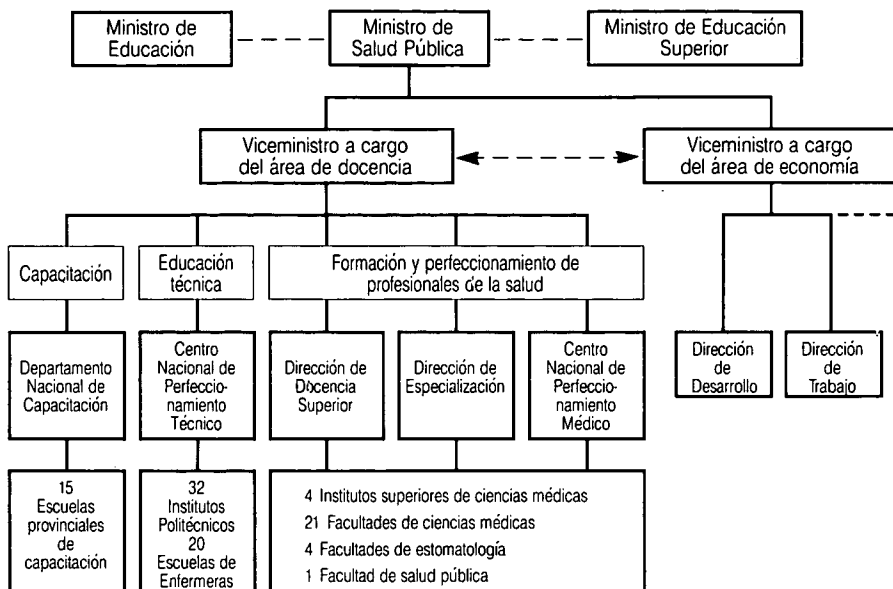 Ministro de
Educación
Ministro de
Salud Pública
Ministro de Educación
Superior
Viceministro a cargo
del área de docencia
Viceministro a cargo
del área de economía
Capacitación
Educación
técnica
Formación y perfeccionamiento de
profesionales de la salud
Departamento
Nacional de
Capacitación
Centro
Nacional de
Perfeccio-
namiento
Técnico
Dirección de
Docencia
Superior
Dirección de
Especialización
Centro
Nacional de
Perfeccio-
namiento
Médico
Dirección
de
Desarrollo
Dirección
de
Trabajo
15
Escuelas
provinciales
de
capacitación
32
Institutos
Politécnicos
20
Escuelas de
Enfermeras
4 Institutos superiores de ciencias médicas
21 Facultades de ciencias médicas
4 Facultades de estomatología
1 Facultad de salud pública